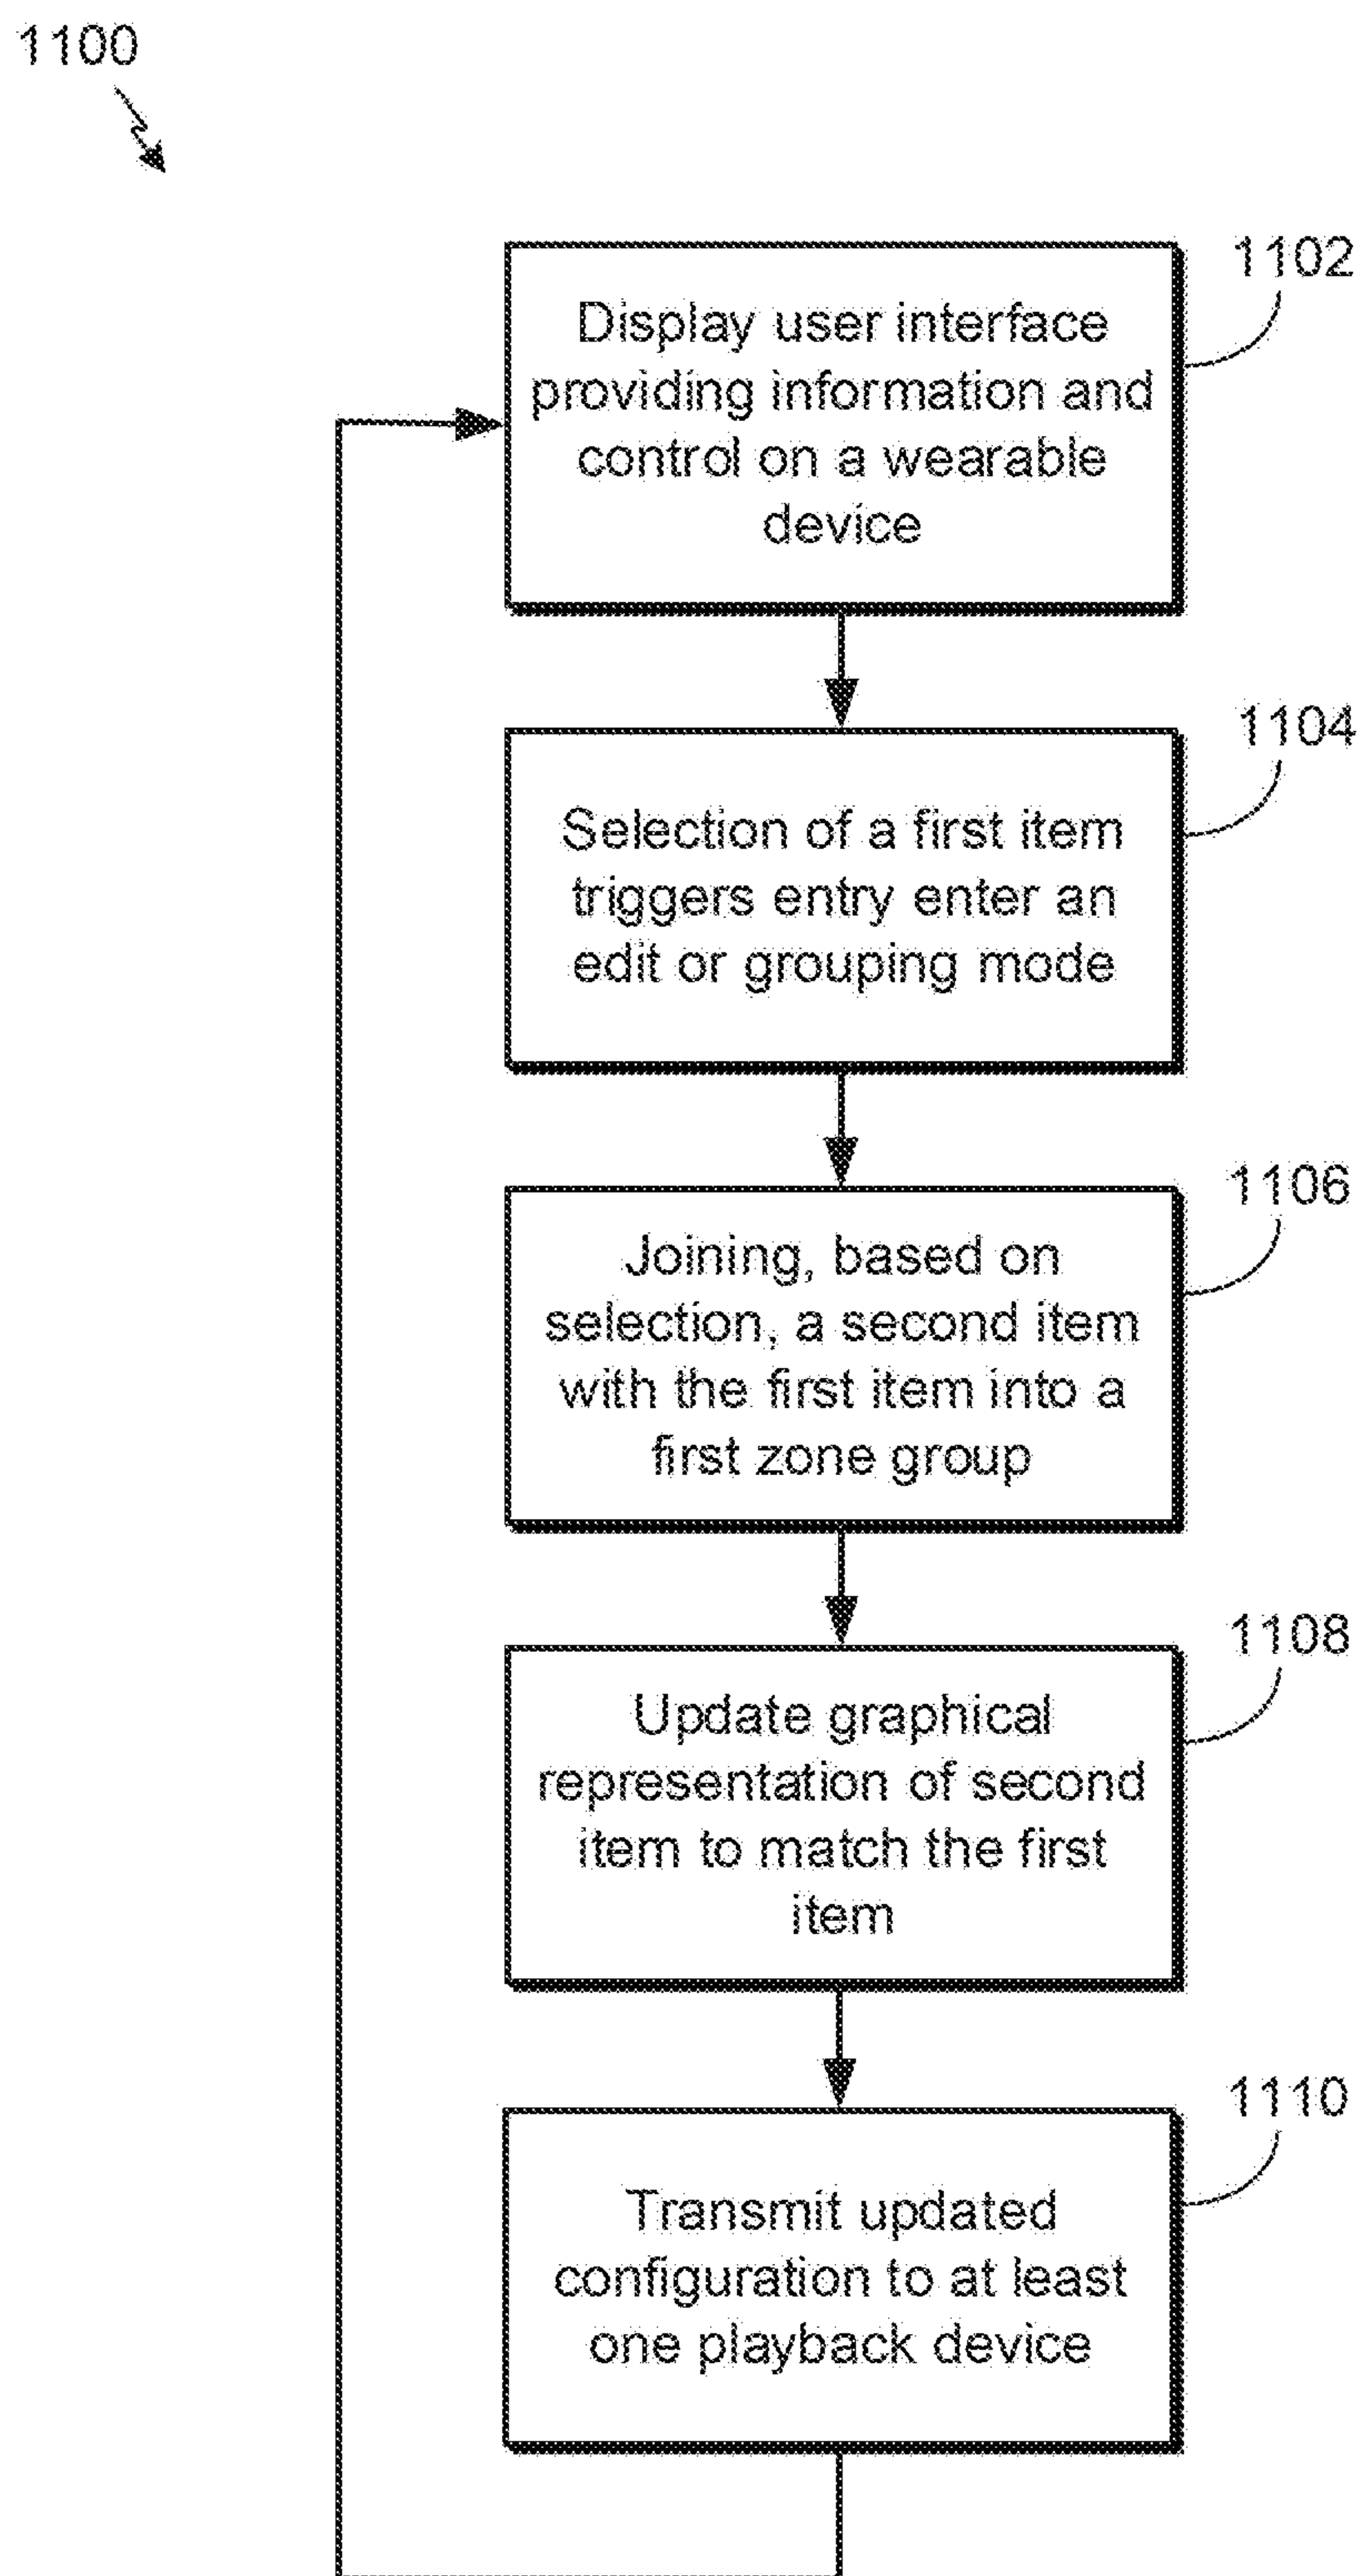 1100
1102
Display user interface
providing information and
control on a wearable
device
1104
Selection of a first item
triggers entry enter an
edit or grouping mode
1106
Joining, based on
selection, a second item
with the first item into a
first zone group
1108
Update graphical
representation of second
item to match the first
item
1110
Transmit updated
configuration to at least
one playback device